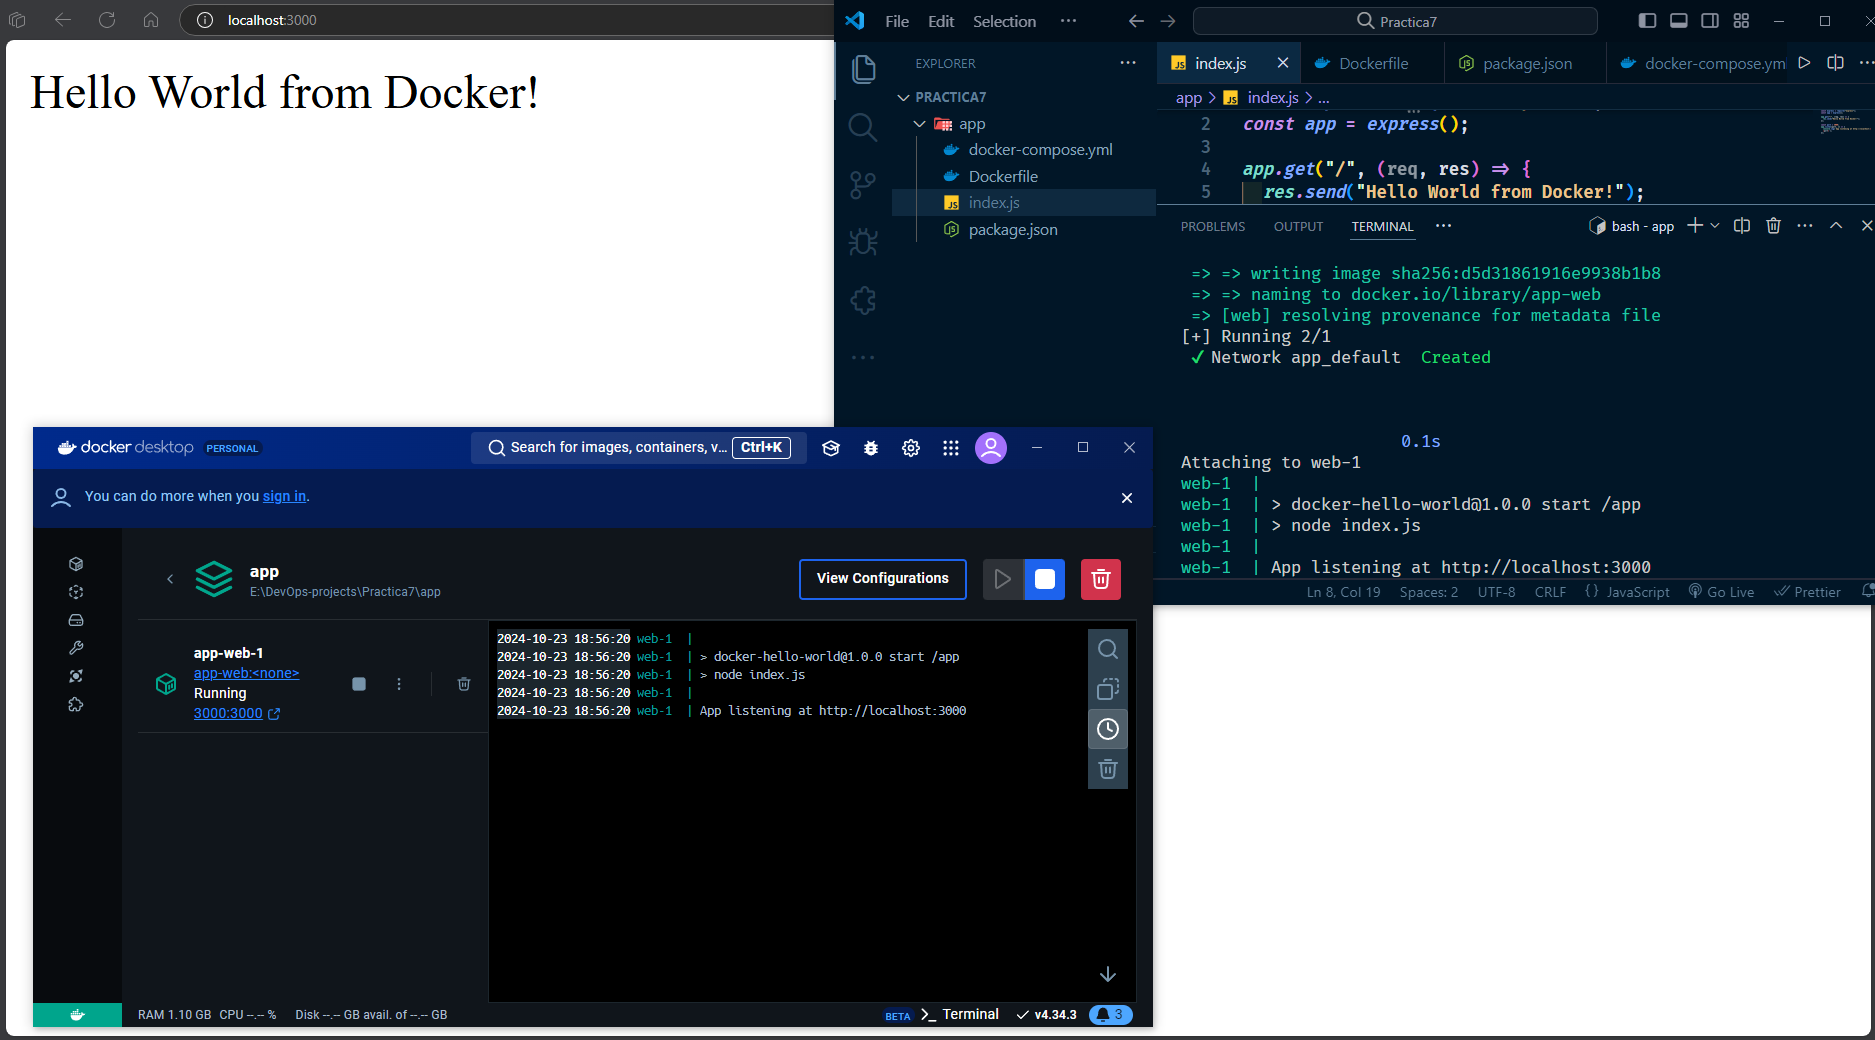 localhost:3000
Hello World from Docker!
File Edit Selection ···
Practica7
EXPLORER ···
PRACTICA7
app
docker-compose.yml
Dockerfile
index.js
package.json
index.js
Dockerfile
package.json
docker-compose.ym
app > index.js > ...
2 const app = express();
3
4 app.get("/", (req, res) => {
5 res.send("Hello World from Docker!");
PROBLEMS OUTPUT TERMINAL ···
bash - app
=> => writing image sha256:d5d31861916e9938b1b8
=> => naming to docker.io/library/app-web
=> [web] resolving provenance for metadata file
[+] Running 2/1
✔ Network app_default Created
0.1s
Attaching to web-1
web-1 |
web-1 | > docker-hello-world@1.0.0 start /app
web-1 | > node index.js
web-1 |
web-1 | App listening at http://localhost:3000
Ln 8, Col 19 Spaces: 2 UTF-8 CRLF {} JavaScript Go Live Prettier
docker desktop PERSONAL
Search for images, containers, v... Ctrl+K
You can do more when you sign in.
app
E:\DevOps-projects\Practica7\app
View Configurations
app-web-1
app-web:<none>
Running
3000:3000
2024-10-23 18:56:20 web-1 |
2024-10-23 18:56:20 web-1 | > docker-hello-world@1.0.0 start /app
2024-10-23 18:56:20 web-1 | > node index.js
2024-10-23 18:56:20 web-1 |
2024-10-23 18:56:20 web-1 | App listening at http://localhost:3000
RAM 1.10 GB CPU --.-- % Disk --.-- GB avail. of --.-- GB
BETA >_ Terminal ✓ v4.34.3 3